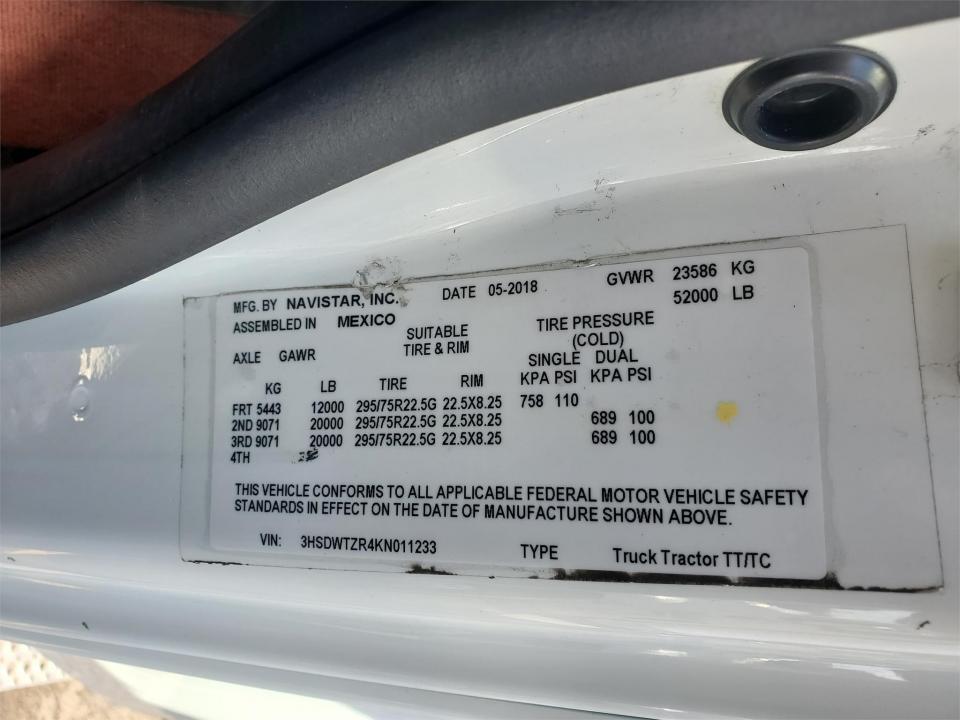 MFG. BY NAVISTAR, INC. DATE 05-2018 GVWR 23586 KG
52000 LB
ASSEMBLED IN MEXICO
SUITABLE TIRE PRESSURE
TIRE & RIM (COLD)
AXLE GAWR SINGLE DUAL
KG LB TIRE RIM KPA PSI KPA PSI
FRT 5443 12000 295/75R22.5G 22.5X8.25 758 110
2ND 9071 20000 295/75R22.5G 22.5X8.25 689 100
3RD 9071 20000 295/75R22.5G 22.5X8.25 689 100
4TH
THIS VEHICLE CONFORMS TO ALL APPLICABLE FEDERAL MOTOR VEHICLE SAFETY
STANDARDS IN EFFECT ON THE DATE OF MANUFACTURE SHOWN ABOVE.
VIN: 3HSDWTZR4KN011233 TYPE Truck Tractor TT/TC